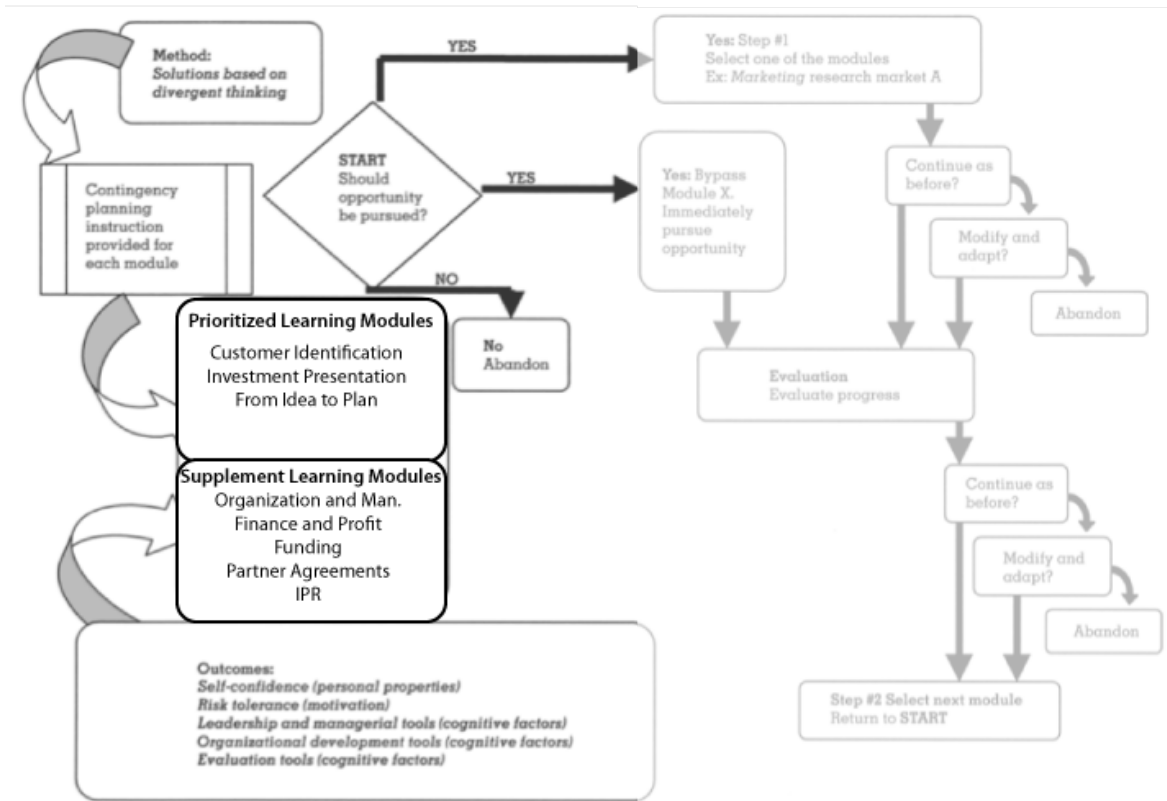 Method:
Solutions based on
divergent thinking
Contingency
planning
instruction
provided for
each module
Prioritized Learning Modules
Customer Identification
Investment Presentation
From Idea to Plan
Supplement Learning Modules
Organization and Man.
Finance and Profit
Funding
Partner Agreements
IPR
Outcomes:
Self-confidence (personal properties)
Risk tolerance (motivation)
Leadership and managerial tools (cognitive factors)
Organizational development tools (cognitive factors)
Evaluation tools (cognitive factors)
START
Should
opportunity
be pursued?
YES
YES
NO
No
Abandon
Yes: Step #1
Select one of the modules
Ex: Marketing research market A
Yes: Bypass
Module X.
Immediately
pursue
opportunity
Continue as
before?
Modify and
adapt?
Abandon
Evaluation
Evaluate progress
Continue as
before?
Modify and
adapt?
Abandon
Step #2 Select next module
Return to START